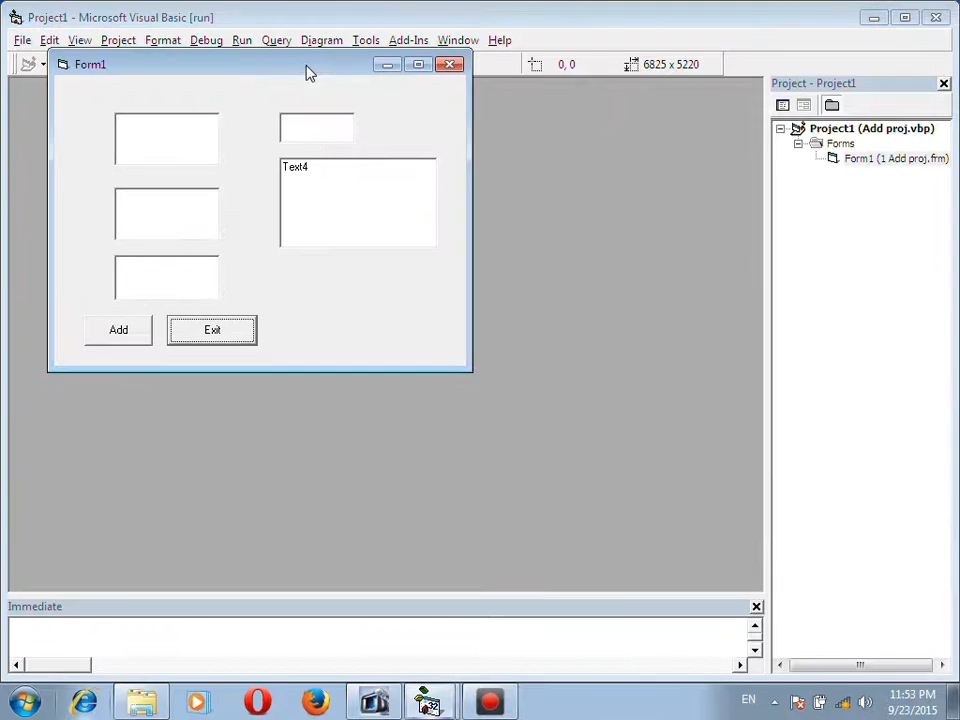 Project1 - Microsoft Visual Basic [run]
File Edit View Project Format Debug Run Query Diagram Tools Add-Ins Window Help
0, 0 6825 x 5220
Form1
Text4
Add Exit
Project - Project1
Project1 (Add proj.vbp)
Forms
Form1 (1 Add proj.frm)
Immediate
32
EN
11:53 PM
9/23/2015